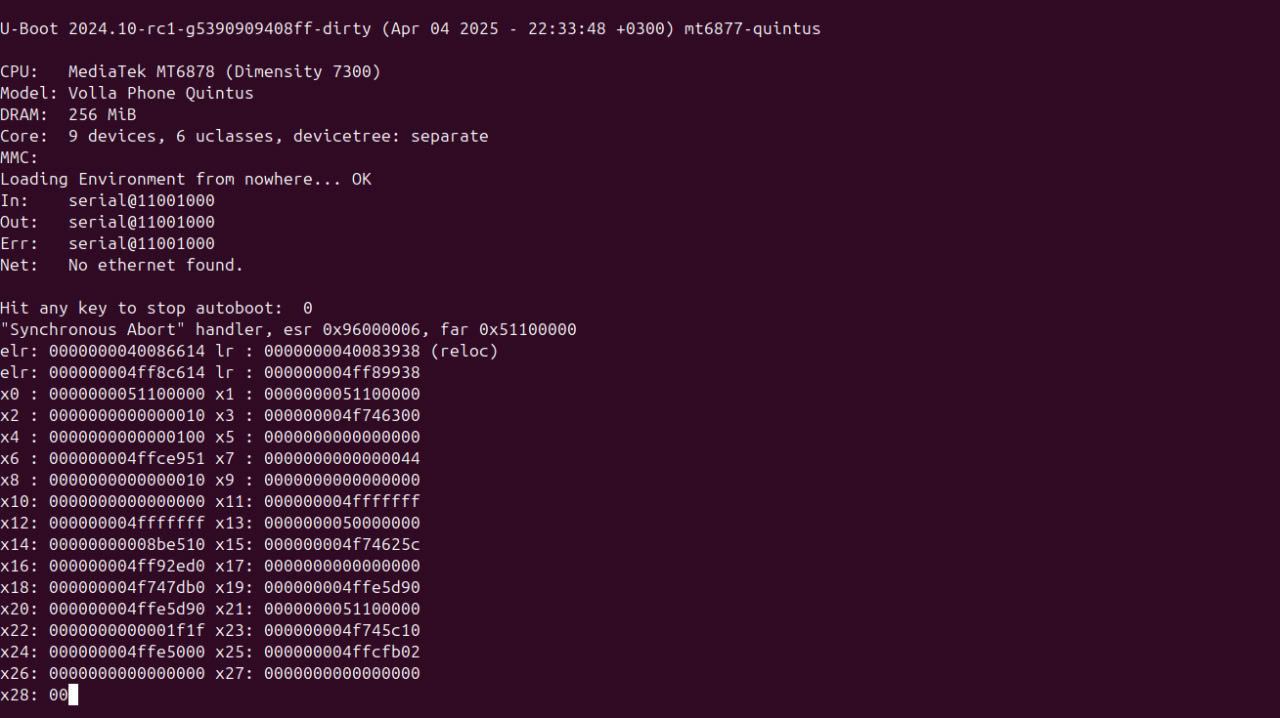 U-Boot 2024.10-rc1-g5390909408ff-dirty (Apr 04 2025 - 22:33:48 +0300) mt6877-quintus
CPU:   MediaTek MT6878 (Dimensity 7300)
Model: Volla Phone Quintus
DRAM:  256 MiB
Core:  9 devices, 6 uclasses, devicetree: separate
MMC:
Loading Environment from nowhere... OK
In:    serial@11001000
Out:   serial@11001000
Err:   serial@11001000
Net:   No ethernet found.
Hit any key to stop autoboot:  0
"Synchronous Abort" handler, esr 0x96000006, far 0x51100000
elr: 0000000040086614 lr : 0000000040083938 (reloc)
elr: 000000004ff8c614 lr : 000000004ff89938
x0 : 0000000051100000 x1 : 0000000051100000
x2 : 0000000000000010 x3 : 000000004f746300
x4 : 0000000000000100 x5 : 0000000000000000
x6 : 000000004ffce951 x7 : 0000000000000044
x8 : 0000000000000010 x9 : 0000000000000000
x10: 0000000000000000 x11: 000000004fffffff
x12: 000000004fffffff x13: 0000000050000000
x14: 00000000008be510 x15: 000000004f74625c
x16: 000000004ff92ed0 x17: 0000000000000000
x18: 000000004f747db0 x19: 000000004ffe5d90
x20: 000000004ffe5d90 x21: 0000000051100000
x22: 0000000000001f1f x23: 000000004f745c10
x24: 000000004ffe5000 x25: 000000004ffcfb02
x26: 0000000000000000 x27: 0000000000000000
x28: 00